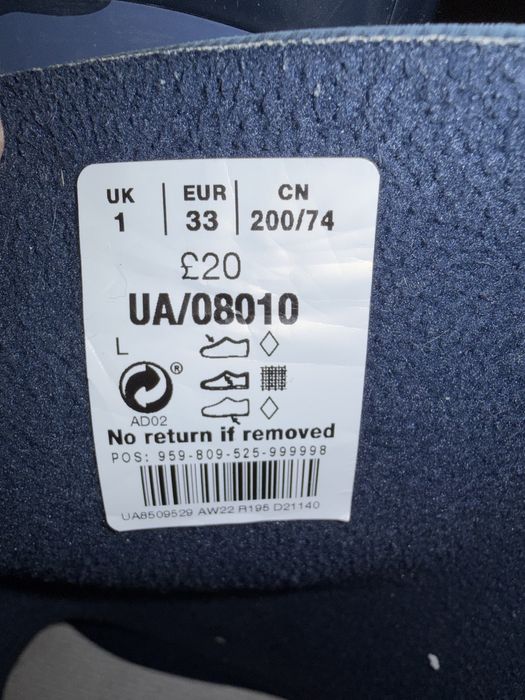 UK EUR CN
1 33 200/74
£20
UA/08010
L
®
AD02
No return if removed
POS: 959-809-525-999998
UA8509529 AW22 R195 D21140